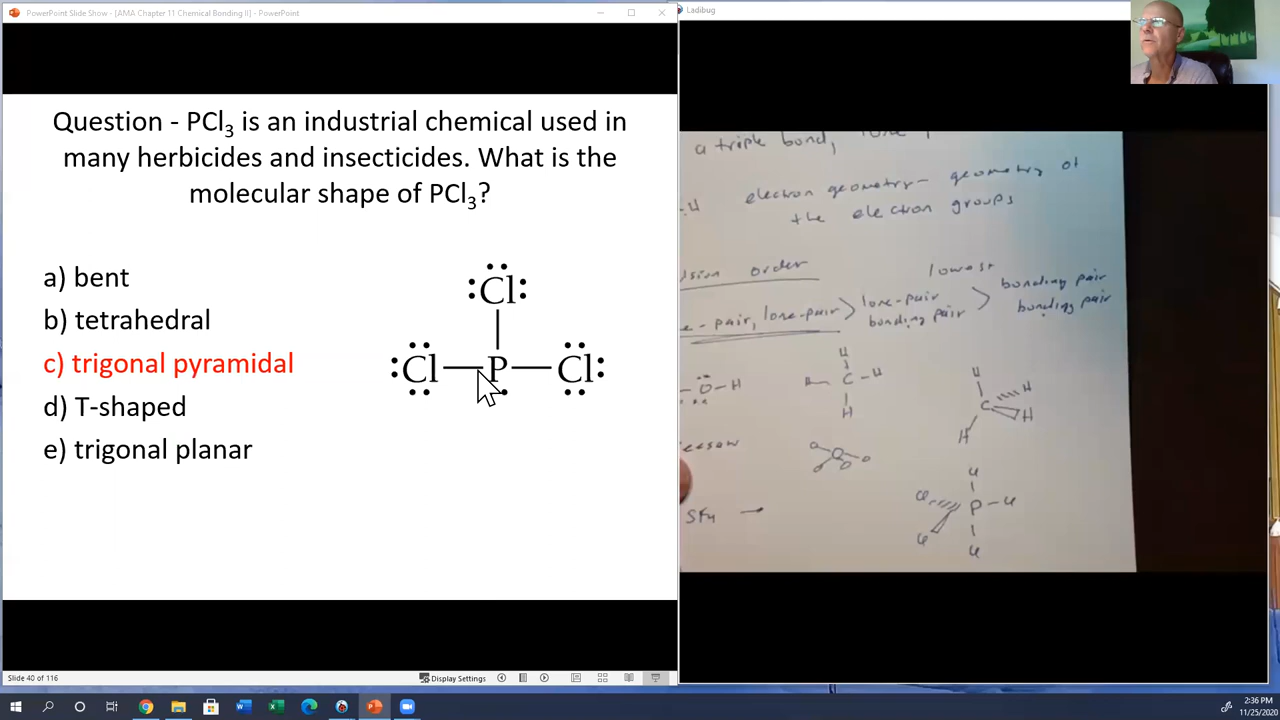 PowerPoint Slide Show - [AMA Chapter 11 Chemical Bonding II] - PowerPoint
Ladibug
Question - PCl3 is an industrial chemical used in
many herbicides and insecticides. What is the
molecular shape of PCl3?
a) bent
b) tetrahedral
c) trigonal pyramidal
d) T-shaped
e) trigonal planar
Cl
Cl P Cl
a triple bond, lone
electron geometry - geometry of
the electron groups
order
lowest
pair, lone-pair > lone-pair > bonding pair
bonding pair bonding pair
O-H
H
C-H
H
H
C H
H
H
SF4 →
P
Slide 40 of 116
Display Settings
2:36 PM
11/25/2020